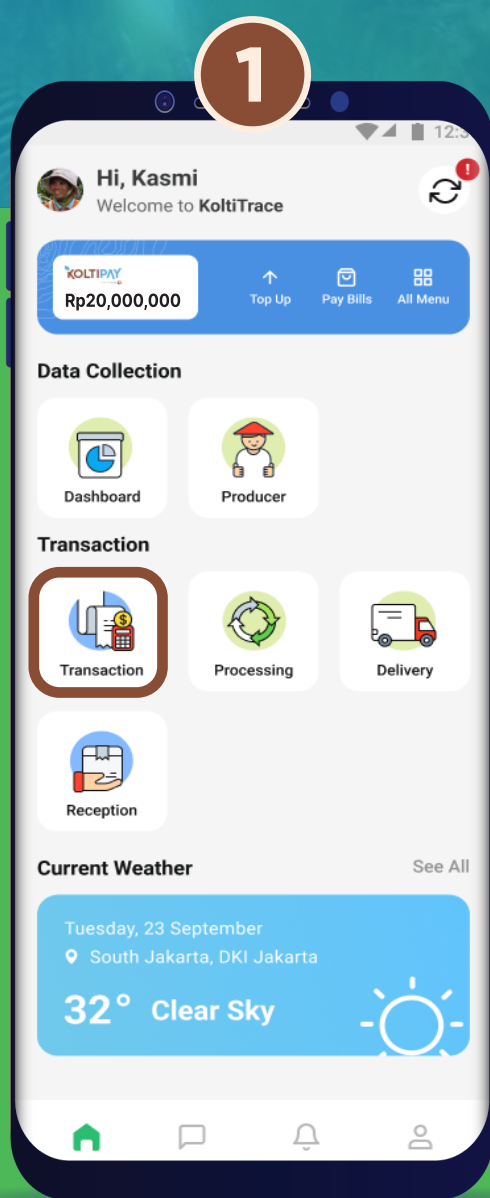 1
Hi, Kasmi
Welcome to KoltiTrace
!
KOLTIPAY
Rp20,000,000
Top Up
Pay Bills
All Menu
Data Collection
Dashboard
Producer
Transaction
$
Transaction
Processing
Delivery
Reception
Current Weather
See All
Tuesday, 23 September
South Jakarta, DKI Jakarta
32° Clear Sky